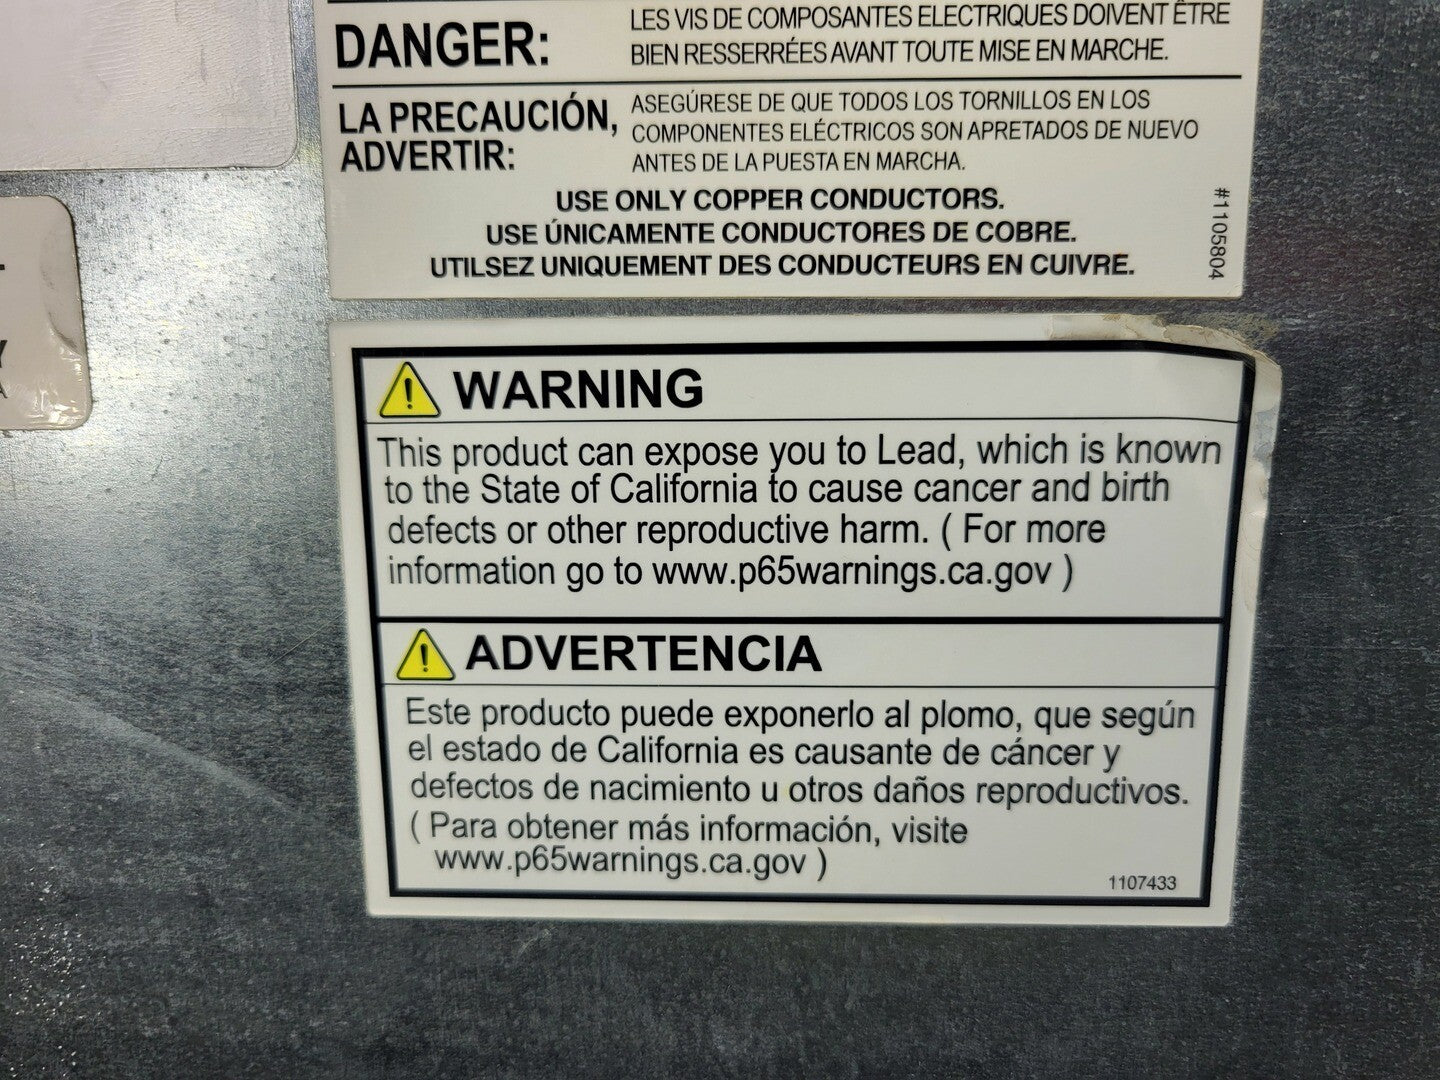 DANGER:
LES VIS DE COMPOSANTES ELECTRIQUES DOIVENT ÊTRE
BIEN RESSERRÉES AVANT TOUTE MISE EN MARCHE.
LA PRECAUCIÓN,
ADVERTIR:
ASEGÚRESE DE QUE TODOS LOS TORNILLOS EN LOS
COMPONENTES ELÉCTRICOS SON APRETADOS DE NUEVO
ANTES DE LA PUESTA EN MARCHA.
USE ONLY COPPER CONDUCTORS.
USE ÚNICAMENTE CONDUCTORES DE COBRE.
UTILSEZ UNIQUEMENT DES CONDUCTEURS EN CUIVRE.
#1105804
Y
A
WARNING
This product can expose you to Lead, which is known
to the State of California to cause cancer and birth
defects or other reproductive harm. ( For more
information go to www.p65warnings.ca.gov )
ADVERTENCIA
Este producto puede exponerlo al plomo, que según
el estado de California es causante de cáncer y
defectos de nacimiento u otros daños reproductivos.
( Para obtener más información, visite
www.p65warnings.ca.gov )
1107433